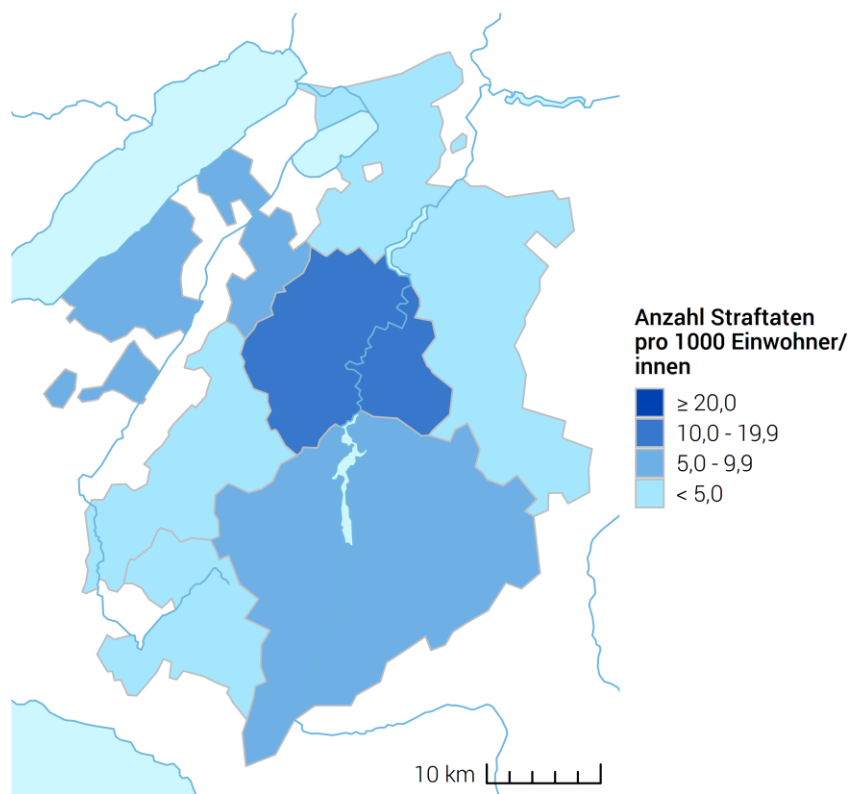 Anzahl Straftaten
pro 1000 Einwohner/
innen
≥ 20,0
10,0 - 19,9
5,0 - 9,9
< 5,0
10 km